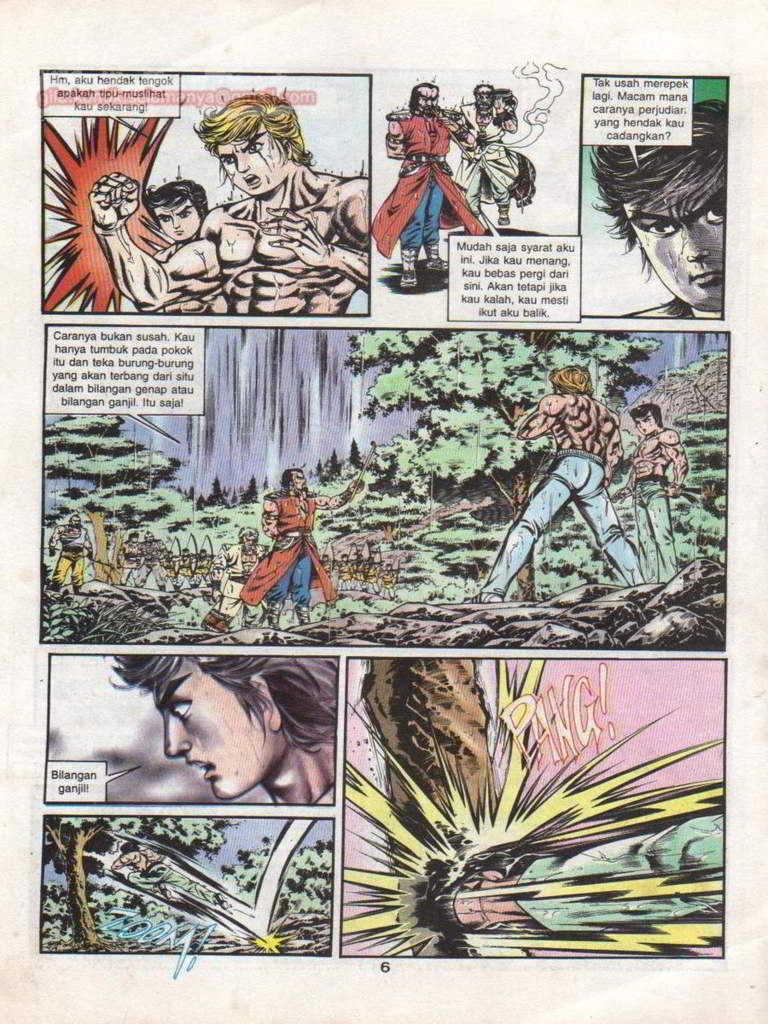 Hm, aku hendak tengok
apakah tipu-muslihat
kau sekarang!
Mudah saja syarat aku
ini. Jika kau menang,
kau bebas pergi dari
sini. Akan tetapi jika
kau kalah, kau mesti
ikut aku balik.
Tak usah merepek
lagi. Macam mana
caranya perjudian
yang hendak kau
cadangkan?
Caranya bukan susah. Kau
hanya tumbuk pada pokok
itu dan teka burung-burung
yang akan terbang dari situ
dalam bilangan genap atau
bilangan ganjil. Itu saja!
Bilangan
ganjil!
ZOOM!!
PANG!
6